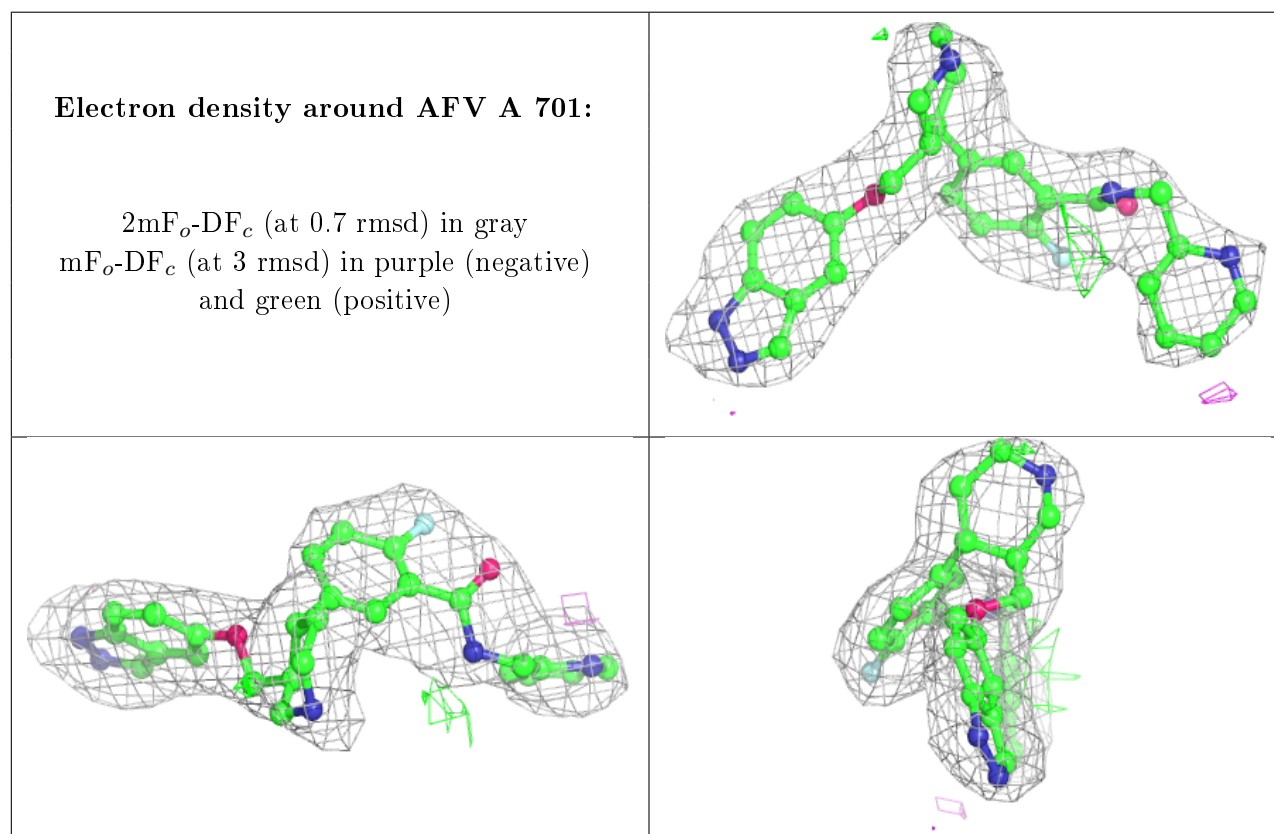 Electron density around AFV A 701:
2mFₒ-DF𝒸 (at 0.7 rmsd) in gray
mFₒ-DF𝒸 (at 3 rmsd) in purple (negative)
and green (positive)